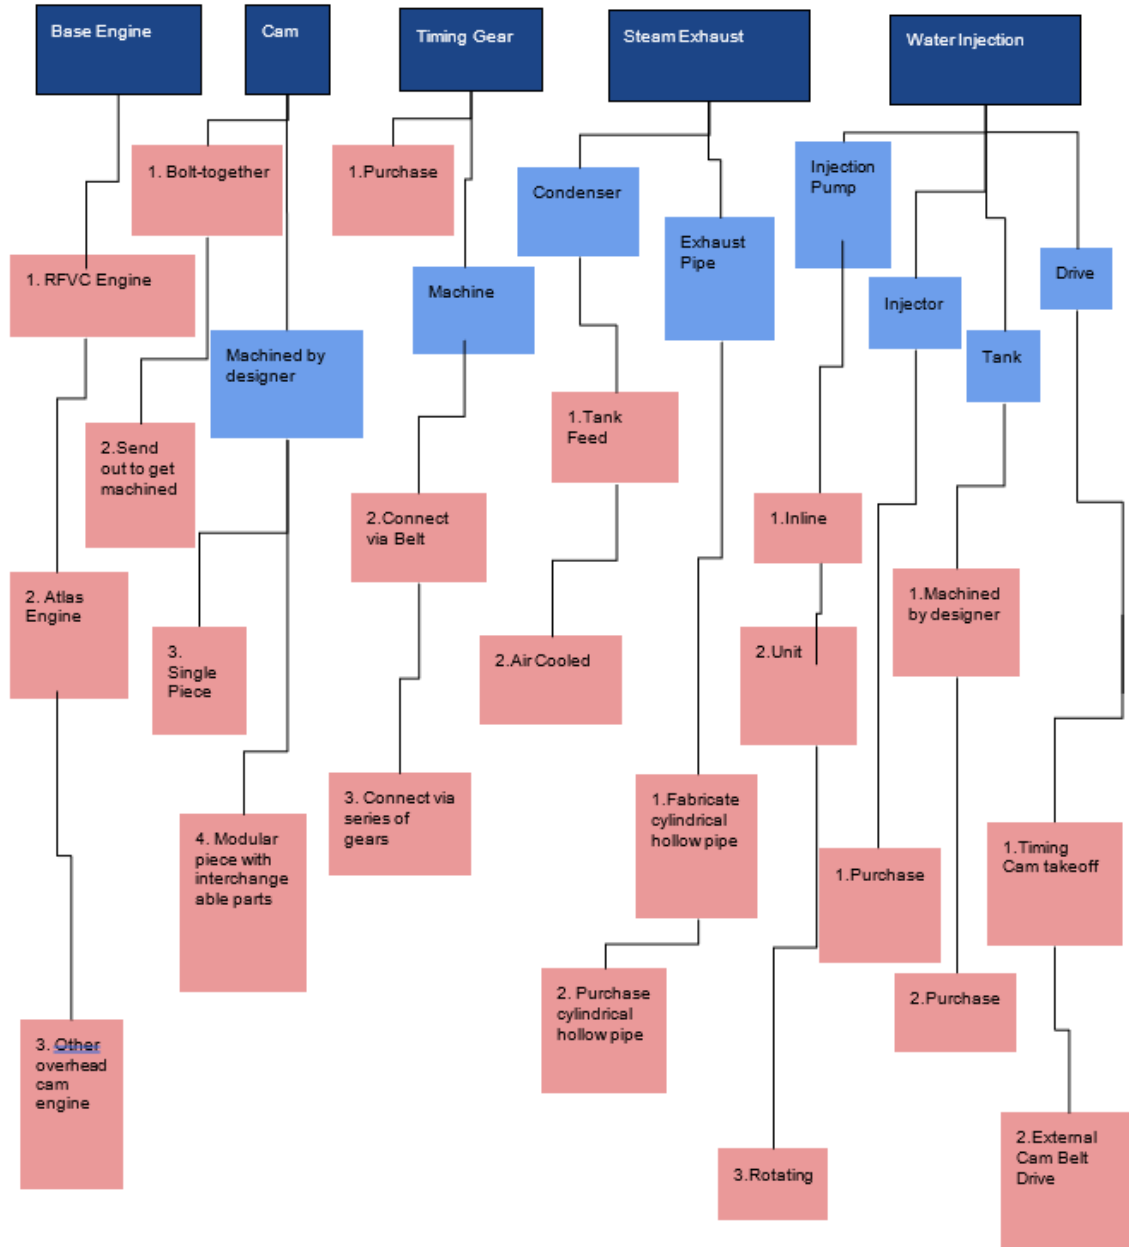 Base Engine
Cam
Timing Gear
Steam Exhaust
Water Injection
1. Bolt-together
1.Purchase
Condenser
Injection
Pump
Exhaust
Pipe
Drive
1. RFVC Engine
Machine
Injector
Machined by
designer
Tank
1.Tank
Feed
2.Send
out to get
machined
2.Connect
via Belt
1.Inline
2. Atlas
Engine
1.Machined
by designer
3.
Single
Piece
2.Air Cooled
2.Unit
3. Connect via
series of
gears
1.Fabricate
cylindrical
hollow pipe
4. Modular
piece with
interchange
able parts
1.Purchase
1.Timing
Cam takeoff
2. Purchase
cylindrical
hollow pipe
2.Purchase
3. Other
overhead
cam
engine
3.Rotating
2.External
Cam Belt
Drive